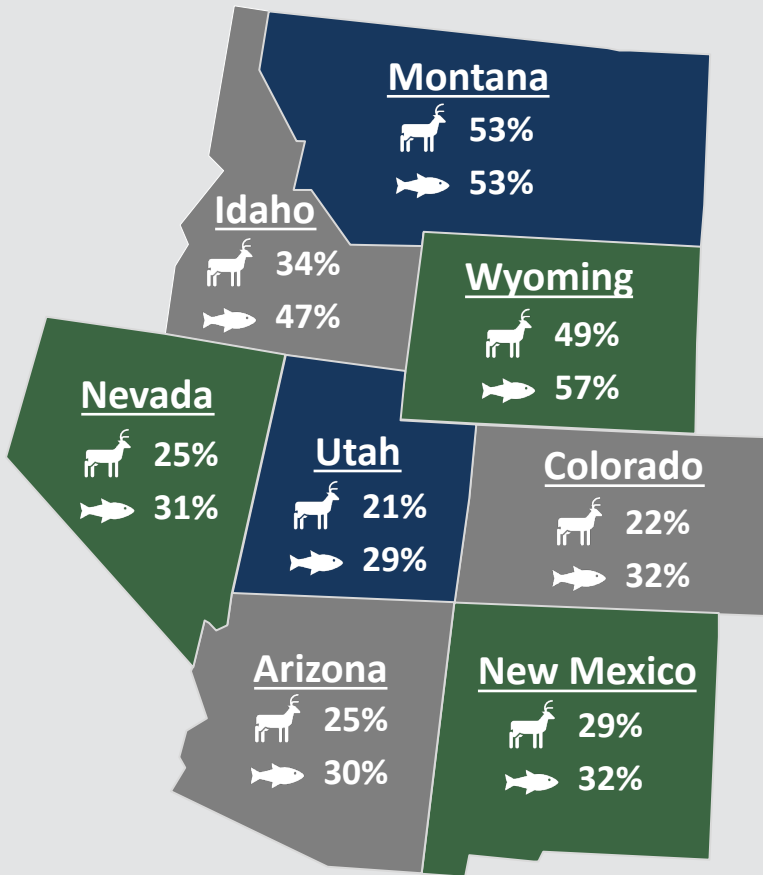 Montana
53%
53%
Idaho
34%
47%
Wyoming
49%
57%
Nevada
25%
31%
Utah
21%
29%
Colorado
22%
32%
Arizona
25%
30%
New Mexico
29%
32%